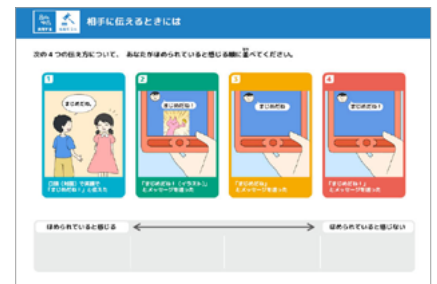 相手に伝えるときには
次の4つの伝え方について、あなたがほめられていると感じる順に並べてください。
1
まじめだね。
口頭（対面）で笑顔で
「まじめだね！」と伝えた
2
まじめだね！
「まじめだね！（イラスト）」
とメッセージを送った
3
まじめだね
「まじめだね」
とメッセージを送った
4
まじめだね！
「まじめだね！」
とメッセージを送った
ほめられていると感じる
ほめられていると感じない